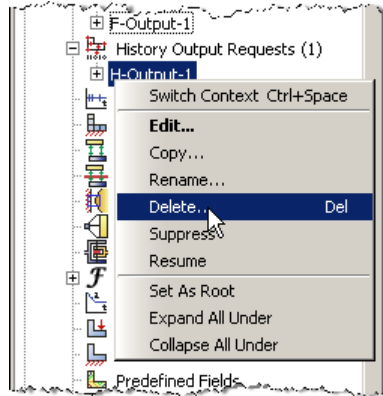 F-Output-1
History Output Requests (1)
H-Output-1
Switch Context Ctrl+Space
Edit...
Copy...
Rename...
Delete... Del
Suppress
Resume
Set As Root
Expand All Under
Collapse All Under
Predefined Fields